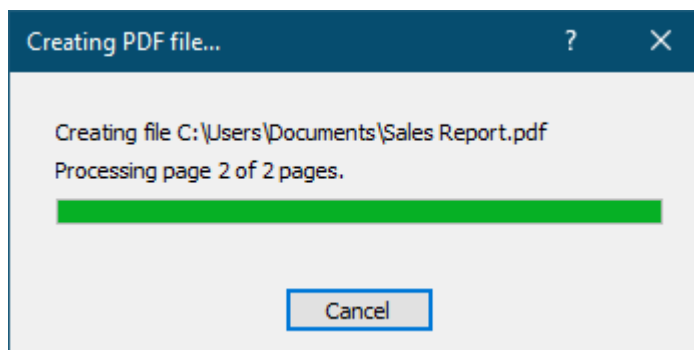 Creating PDF file...
?
Creating file C:\Users\Documents\Sales Report.pdf
Processing page 2 of 2 pages.
Cancel